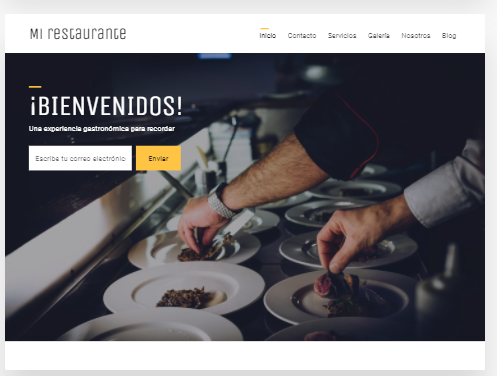 Mi restaurante
Inicio Contacto Servicios Galería Nosotros Blog
¡BIENVENIDOS!
Una experiencia gastronómica para recordar
Escribe tu correo electrónico Enviar